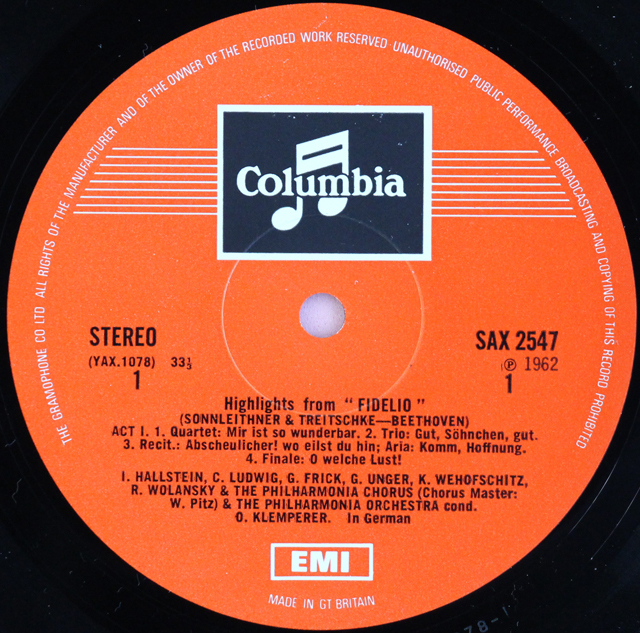 THE GRAMOPHONE CO LTD ALL RIGHTS OF THE MANUFACTURER AND OF THE OWNER OF THE RECORDED WORK RESERVED · UNAUTHORISED PUBLIC PERFORMANCE BROADCASTING AND COPYING OF THIS RECORD PROHIBITED
Columbia
STEREO
(YAX.1078) 33⅓
1
SAX 2547
℗ 1962
1
Highlights from " FIDELIO "
(SONNLEITHNER & TREITSCHKE—BEETHOVEN)
ACT I. 1. Quartet: Mir ist so wunderbar. 2. Trio: Gut, Söhnchen, gut.
3. Recit.: Abscheulicher! wo eilst du hin; Aria: Komm, Hoffnung.
4. Finale: O welche Lust!
I. HALLSTEIN, C. LUDWIG, G. FRICK, G. UNGER, K. WEHOFSCHITZ,
R. WOLANSKY & THE PHILHARMONIA CHORUS (Chorus Master:
W. Pitz) & THE PHILHARMONIA ORCHESTRA cond.
O. KLEMPERER. In German
EMI
MADE IN GT BRITAIN